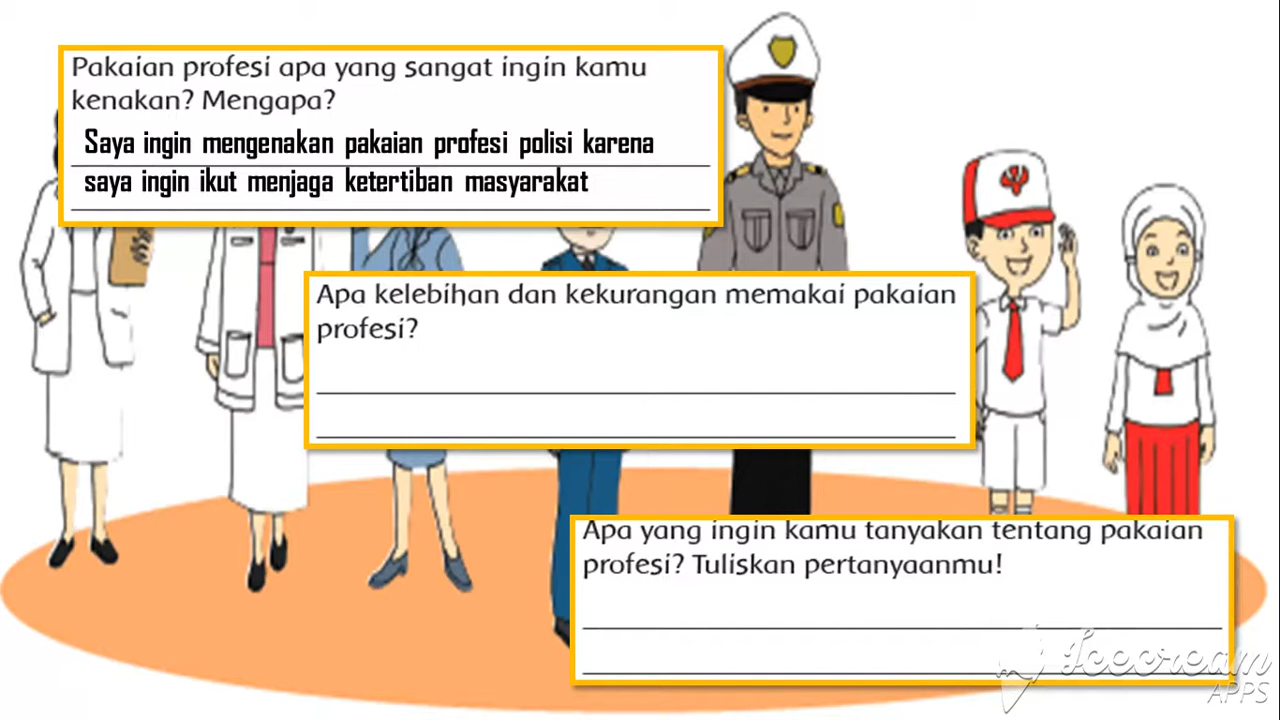 Pakaian profesi apa yang sangat ingin kamu
kenakan? Mengapa?
Saya ingin mengenakan pakaian profesi polisi karena
saya ingin ikut menjaga ketertiban masyarakat
Apa kelebihan dan kekurangan memakai pakaian
profesi?
Apa yang ingin kamu tanyakan tentang pakaian
profesi? Tuliskan pertanyaanmu!
Icecream
APPS